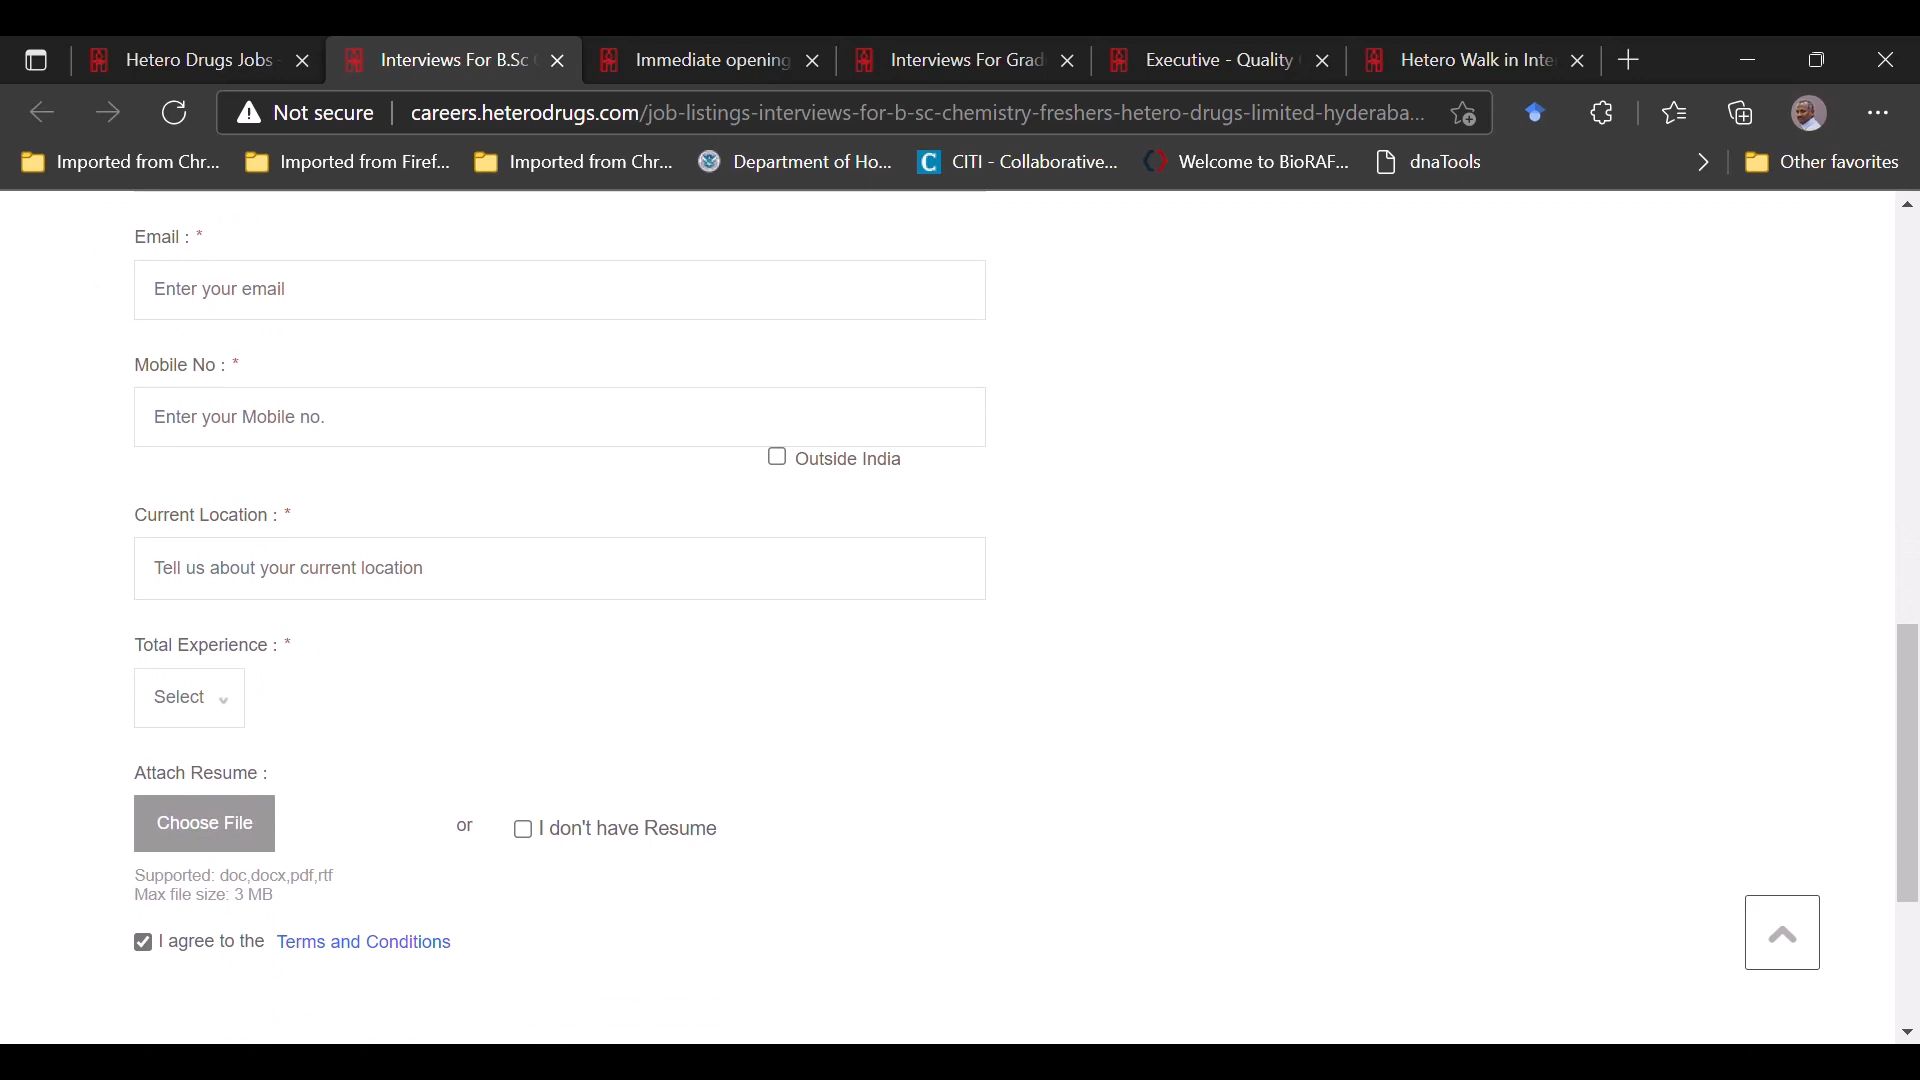 Hetero Drugs Jobs - Interviews For B.Sc Immediate opening Interviews For Grad Executive - Quality Hetero Walk in Inte
Not secure careers.heterodrugs.com/job-listings-interviews-for-b-sc-chemistry-freshers-hetero-drugs-limited-hyderaba...
Imported from Chr... Imported from Firef... Imported from Chr... Department of Ho... C CITI - Collaborative... Welcome to BioRAF... dnaTools Other favorites
Email : *
Enter your email
Mobile No : *
Enter your Mobile no.
Outside India
Current Location : *
Tell us about your current location
Total Experience : *
Select
Attach Resume :
Choose File or I don't have Resume
Supported: doc,docx,pdf,rtf
Max file size: 3 MB
I agree to the Terms and Conditions